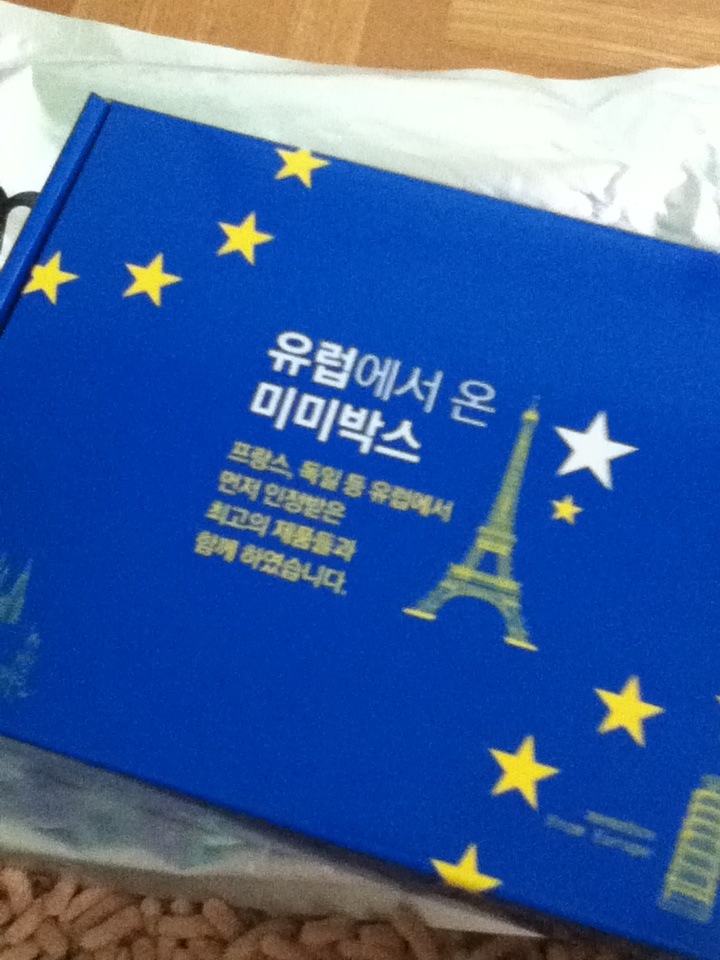 유럽에서 온
미미박스
프랑스, 독일 등 유럽에서
먼저 인정받은
최고의 제품들과
함께 하였습니다.
from Europe